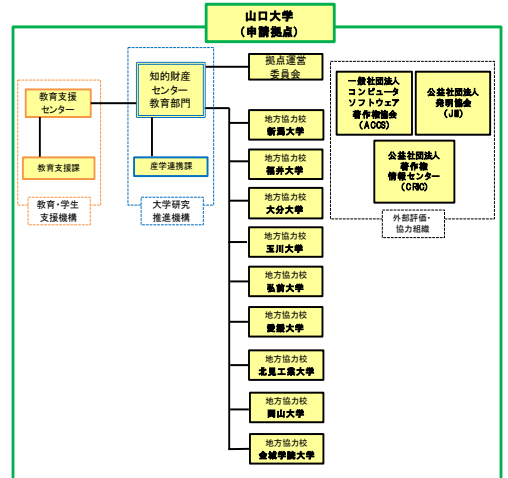 山口大学
（申請拠点）
拠点運営
委員会
知的財産
センター
教育部門
教育支援
センター
教育支援課
産学連携課
教育・学生
支援機構
大学研究
推進機構
地方協力校
新潟大学
地方協力校
福井大学
地方協力校
大分大学
地方協力校
玉川大学
地方協力校
弘前大学
地方協力校
愛媛大学
地方協力校
北見工業大学
地方協力校
岡山大学
地方協力校
金城学院大学
一般社団法人
コンピュータ
ソフトウェア
著作権協会
（ACCS）
公益社団法人
発明協会
（JIII）
公益社団法人
著作権
情報センター
（CRIC）
外部評価・
協力組織